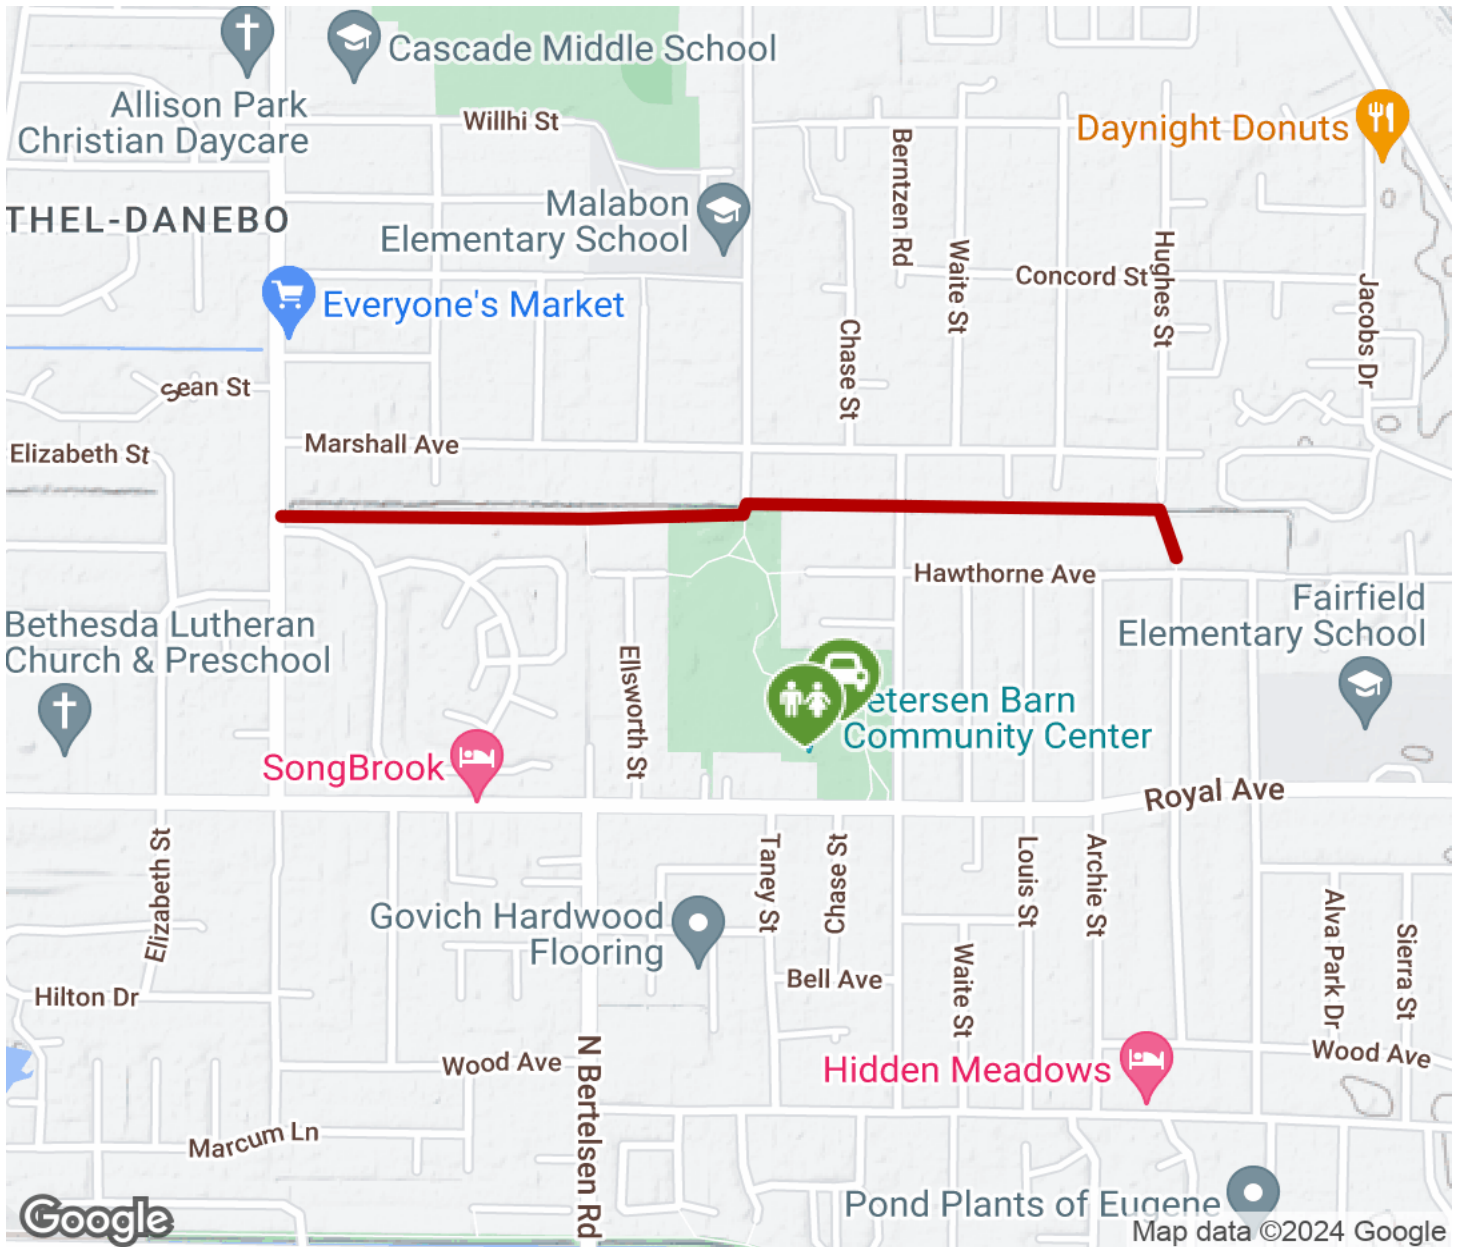 Cascade Middle School
Allison Park
Christian Daycare
Willhi St
Daynight Donuts
Berntzen Rd
Malabon
Elementary School
THEL-DANEBO
Waite St
Hughes St
Concord St
Jacobs Dr
Everyone's Market
Chase St
Sean St
Marshall Ave
Elizabeth St
Hawthorne Ave
Fairfield
Elementary School
Bethesda Lutheran
Church & Preschool
Ellsworth St
etersen Barn
Community Center
SongBrook
Royal Ave
Elizabeth St
Taney St
Chase St
Louis St
Archie St
Govich Hardwood
Flooring
Alva Park Dr
Sierra St
Waite St
Bell Ave
Hilton Dr
N Bertelsen Rd
Wood Ave
Wood Ave
Hidden Meadows
Marcum Ln
Pond Plants of Eugene
Google
Map data ©2024 Google